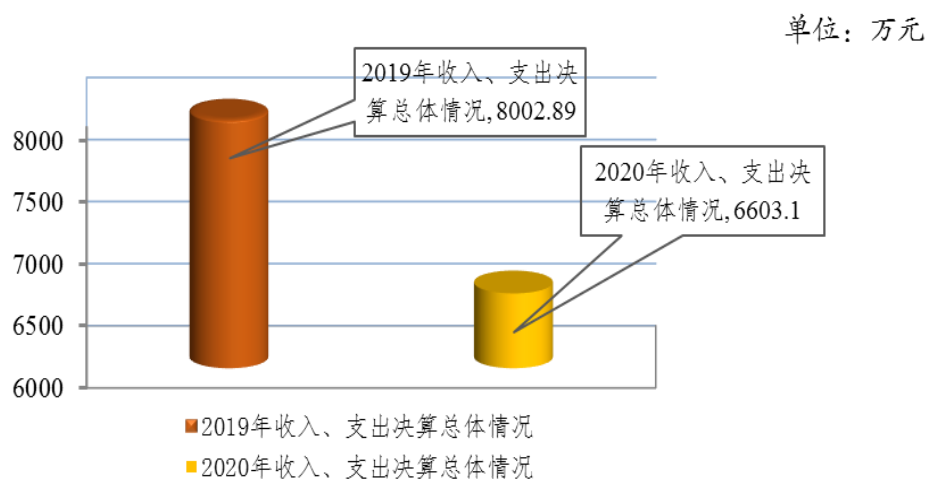 单位：万元
2019年收入、支出决
算总体情况,8002.89
2020年收入、支出决
算总体情况,6603.1
8000
7500
7000
6500
6000
2019年收入、支出决算总体情况
2020年收入、支出决算总体情况